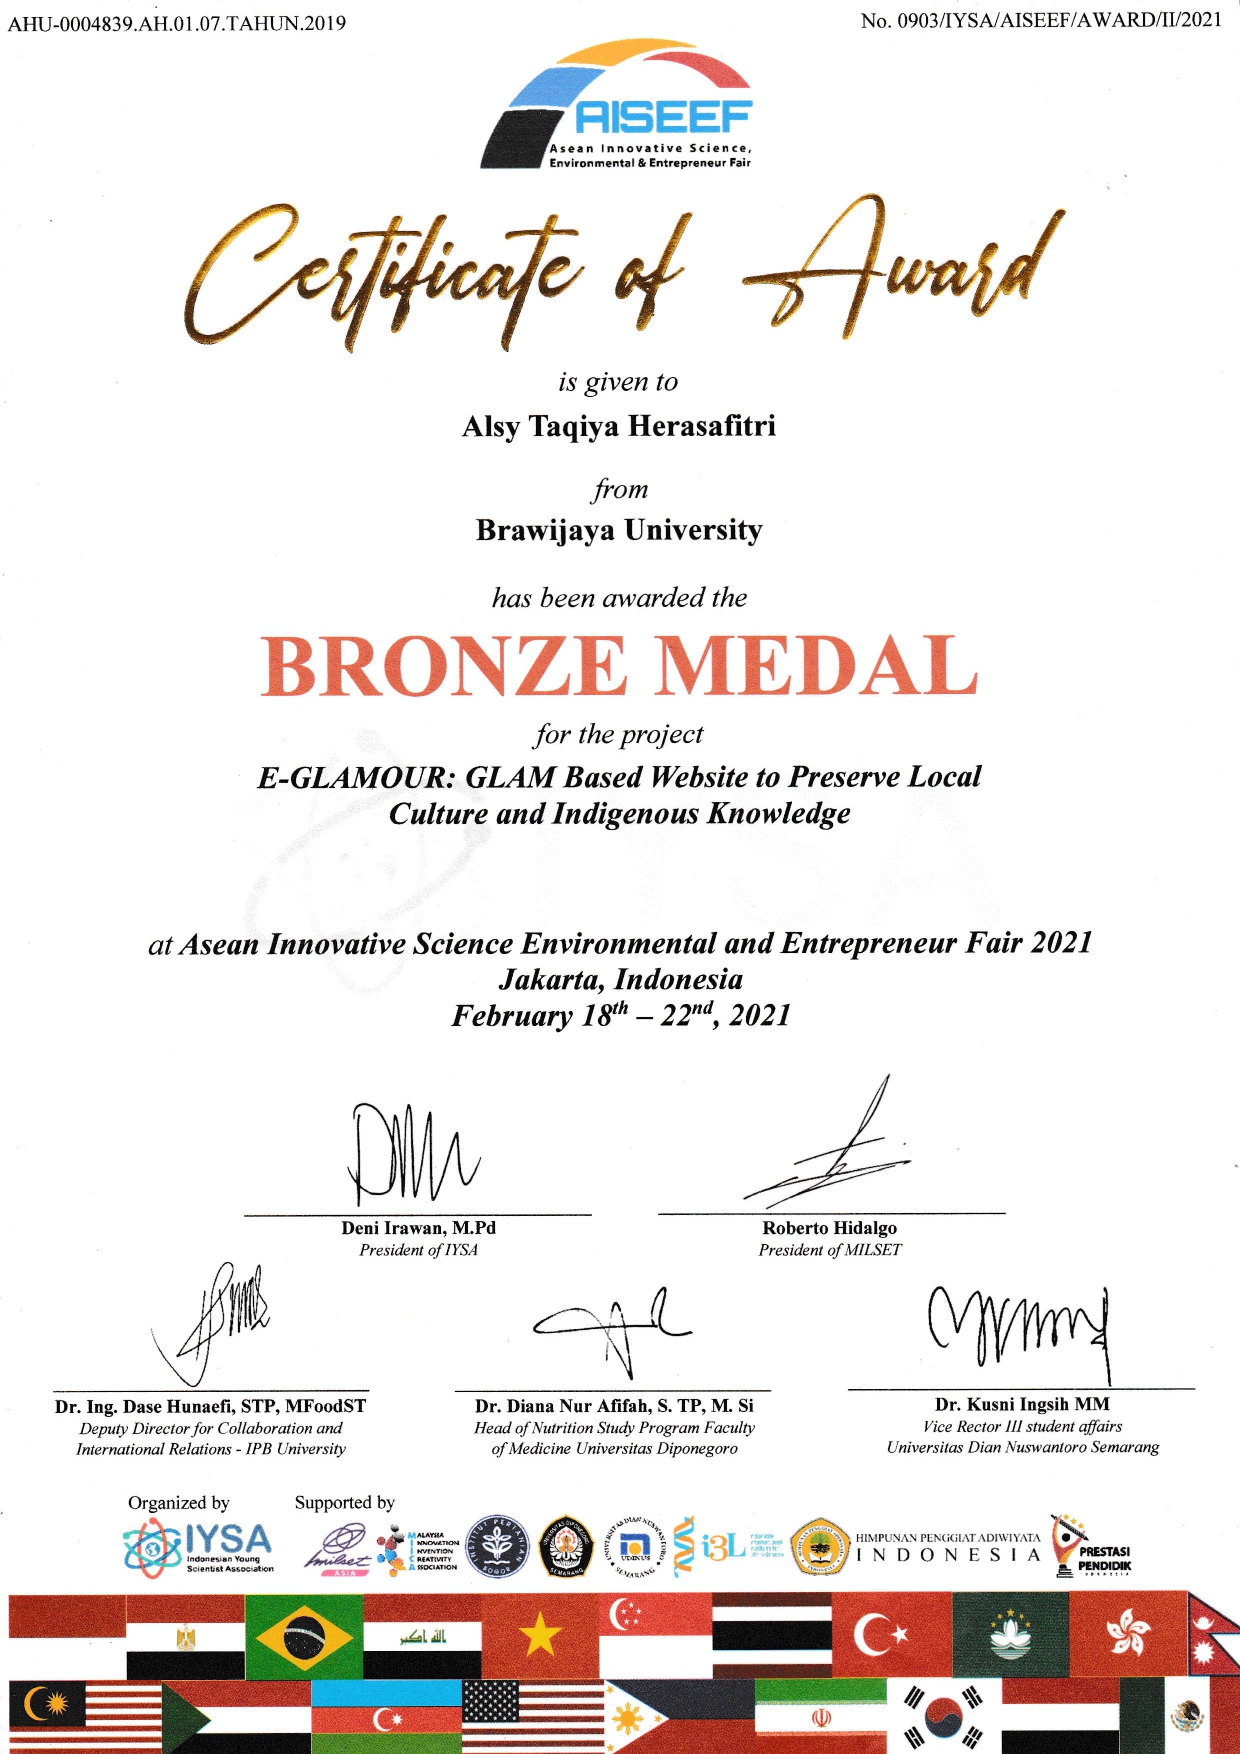 AHU-0004839.AH.01.07.TAHUN.2019
No. 0903/IYSA/AISEEF/AWARD/II/2021
AISEEF
Asean Innovative Science,
Environmental & Entrepreneur Fair
Certificate of Award
is given to
Alsy Taqiya Herasafitri
from
Brawijaya University
has been awarded the
BRONZE MEDAL
for the project
E-GLAMOUR: GLAM Based Website to Preserve Local
Culture and Indigenous Knowledge
at Asean Innovative Science Environmental and Entrepreneur Fair 2021
Jakarta, Indonesia
February 18th – 22nd, 2021
Deni Irawan, M.Pd
President of IYSA
Roberto Hidalgo
President of MILSET
Dr. Ing. Dase Hunaefi, STP, MFoodST
Deputy Director for Collaboration and
International Relations - IPB University
Dr. Diana Nur Afifah, S. TP, M. Si
Head of Nutrition Study Program Faculty
of Medicine Universitas Diponegoro
Dr. Kusni Ingsih MM
Vice Rector III student affairs
Universitas Dian Nuswantoro Semarang
Organized by
Supported by
IYSA
Indonesian Young
Scientist Association
milset
ASIA
MALAYSIA
INNOVATION
INVENTION
CREATIVITY
ASSOCIATION
INSTITUT PERTANIAN
BOGOR
UNIVERSITAS DIPONEGORO
SEMARANG
UNIVERSITAS DIAN NUSWANTORO
UDINUS
SEMARANG
i3L
HIMPUNAN PENGGIAT ADIWIYATA
INDONESIA
PRESTASI
PENDIDIK
INDONESIA
الله اكبر